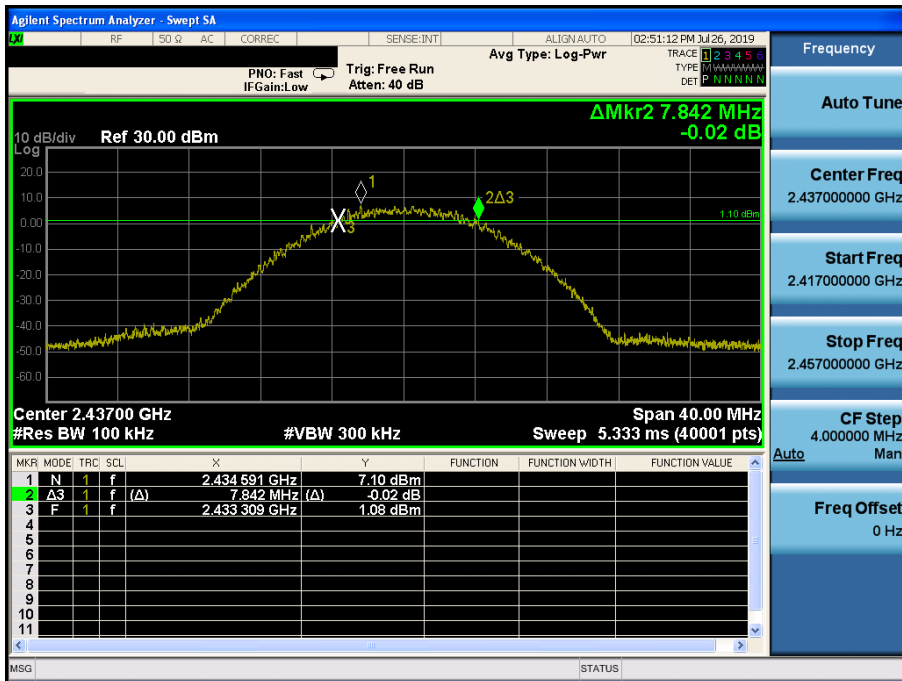 Agilent Spectrum Analyzer - Swept SA
LXI RF 50 Ω AC CORREC SENSE:INT ALIGN AUTO 02:51:12 PM Jul 26, 2019
Frequency
Avg Type: Log-Pwr
TRACE 1 2 3 4 5 6
TYPE M WWWWW
DET P N N N N N
PNO: Fast
IFGain:Low
Trig: Free Run
Atten: 40 dB
Auto Tune
ΔMkr2 7.842 MHz
-0.02 dB
10 dB/div Ref 30.00 dBm
Log
20.0
10.0
0.00
-10.0
-20.0
-30.0
-40.0
-50.0
-60.0
1
2Δ3
3
1.10 dBm
Center Freq
2.437000000 GHz
Start Freq
2.417000000 GHz
Stop Freq
2.457000000 GHz
Center 2.43700 GHz Span 40.00 MHz
#Res BW 100 kHz #VBW 300 kHz Sweep 5.333 ms (40001 pts)
CF Step
4.000000 MHz
Auto Man
Freq Offset
0 Hz
MKR MODE TRC SCL X Y FUNCTION FUNCTION WIDTH FUNCTION VALUE
1 N 1 f 2.434 591 GHz 7.10 dBm
2 Δ3 1 f (Δ) 7.842 MHz (Δ) -0.02 dB
3 F 1 f 2.433 309 GHz 1.08 dBm
4
5
6
7
8
9
10
11
MSG STATUS